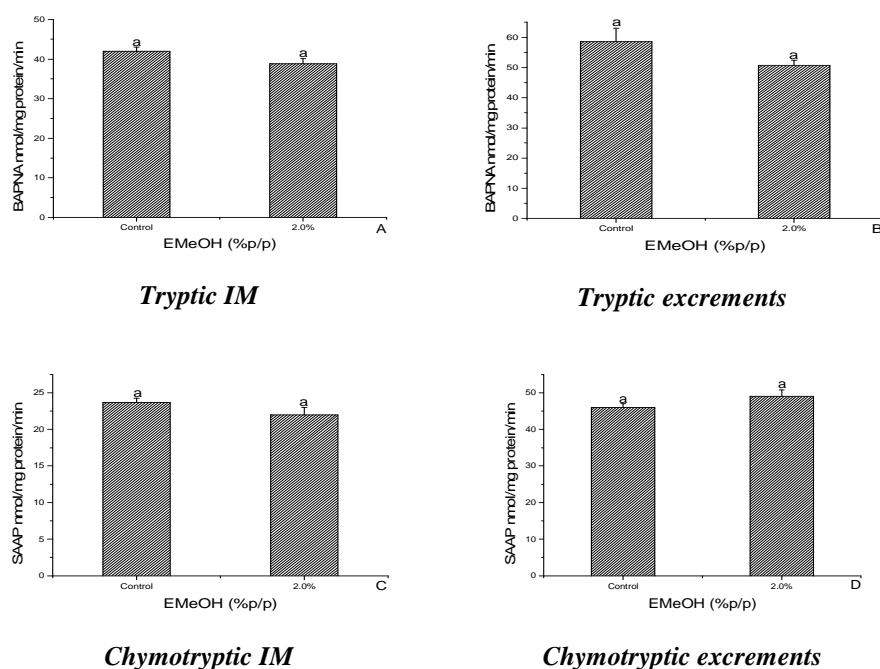 50
40
30
20
10
0
BAPNA nmol/mg protein/min
a
a
Control
2.0%
EMeOH (%p/p)
A
Tryptic IM
60
50
40
30
20
10
0
BAPNA nmol/mg protein/min
a
a
Control
2.0%
EMeOH (%p/p)
B
Tryptic excrements
25
20
15
10
5
0
SAAP nmol/mg protein/min
a
a
Control
2.0%
EMeOH (%p/p)
C
Chymotryptic IM
50
40
30
20
10
0
SAAP nmol/mg protein/min
a
a
Control
2.0%
EMeOH (%p/p)
D
Chymotryptic excrements